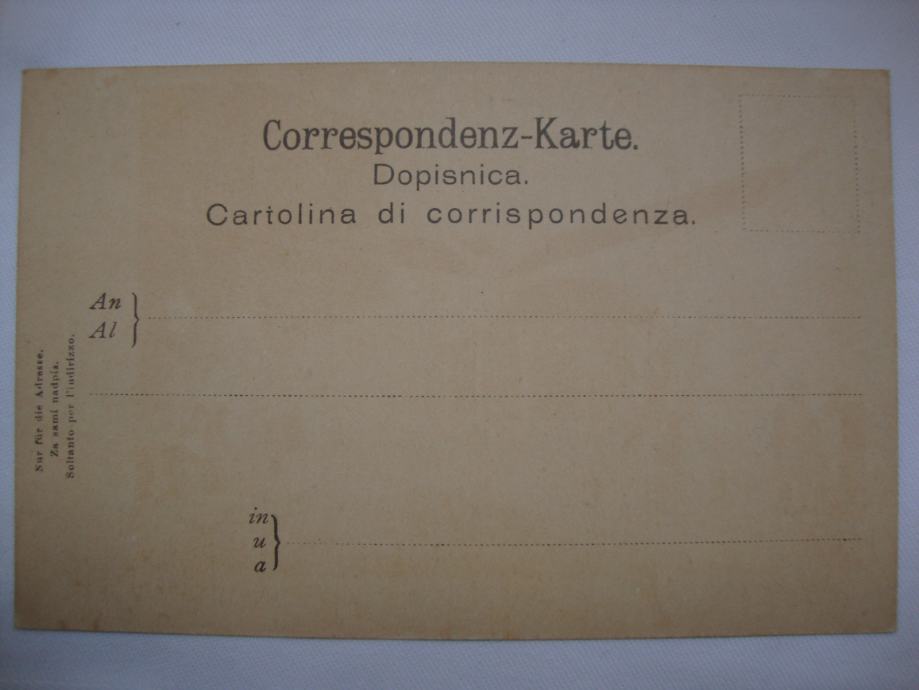 Correspondenz-Karte.
Dopisnica.
Cartolina di corrispondenza.
An
Al
in
u
a
Nur für die Adresse.
Za sami nadpis.
Soltanto per l'indirizzo.